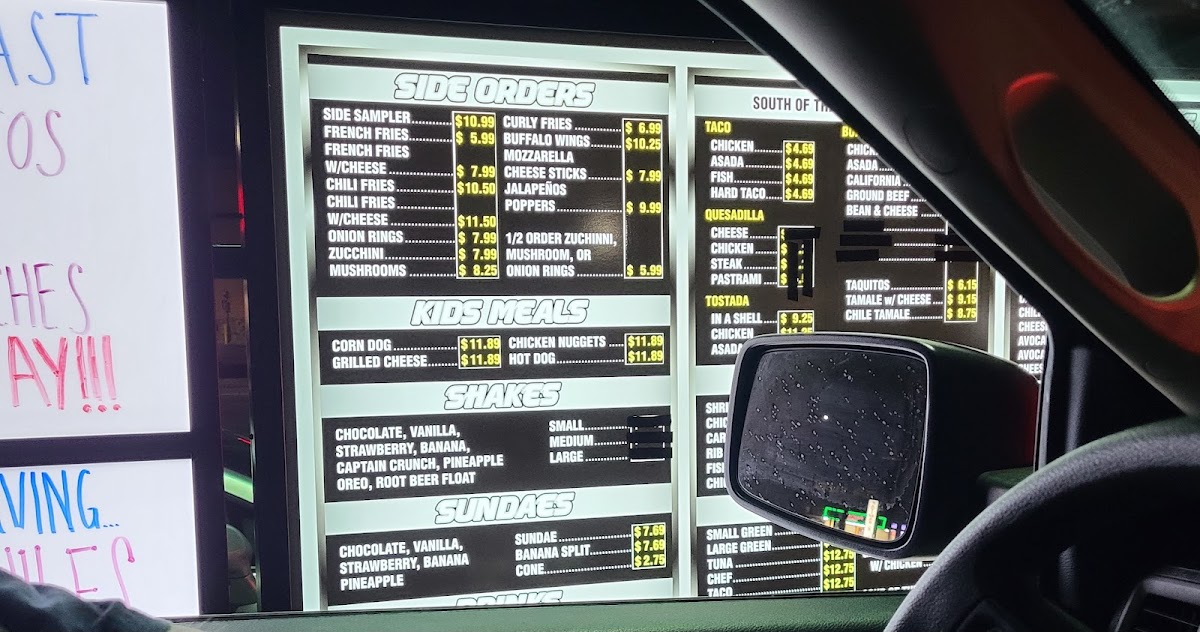 AST
OS
HES
AY!!!
VING...
SIDE ORDERS
SIDE SAMPLER $10.99
FRENCH FRIES $ 5.99
FRENCH FRIES
W/CHEESE $ 7.99
CHILI FRIES $10.50
CHILI FRIES
W/CHEESE $11.50
ONION RINGS $ 7.99
ZUCCHINI $ 7.99
MUSHROOMS $ 8.25
CURLY FRIES $ 6.99
BUFFALO WINGS $10.25
MOZZARELLA
CHEESE STICKS $ 7.99
JALAPEÑOS
POPPERS $ 9.99
1/2 ORDER ZUCHINNI,
MUSHROOM, OR
ONION RINGS $ 5.99
KIDS MEALS
CORN DOG $11.89
GRILLED CHEESE $11.89
CHICKEN NUGGETS $11.89
HOT DOG $11.89
SHAKES
CHOCOLATE, VANILLA,
STRAWBERRY, BANANA,
CAPTAIN CRUNCH, PINEAPPLE
OREO, ROOT BEER FLOAT
SMALL
MEDIUM
LARGE
SUNDAES
CHOCOLATE, VANILLA,
STRAWBERRY, BANANA
PINEAPPLE
SUNDAE $7.69
BANANA SPLIT $7.69
CONE $2.75
DRINKS
SOUTH OF
TACO
CHICKEN $4.69
ASADA $4.69
FISH $4.69
HARD TACO $4.69
QUESADILLA
CHEESE
CHICKEN
STEAK
PASTRAMI
TOSTADA
IN A SHELL $ 9.25
CHICKEN
ASADA
ASADA
CALIFORNIA
GROUND BEEF
BEAN & CHEESE
TAQUITOS $ 6.15
TAMALE w/ CHEESE $ 9.15
CHILE TAMALE $ 8.75
SMALL GREEN
LARGE GREEN
TUNA $12.75
CHEF $12.75
TACO $12.75
W/ CHICKEN